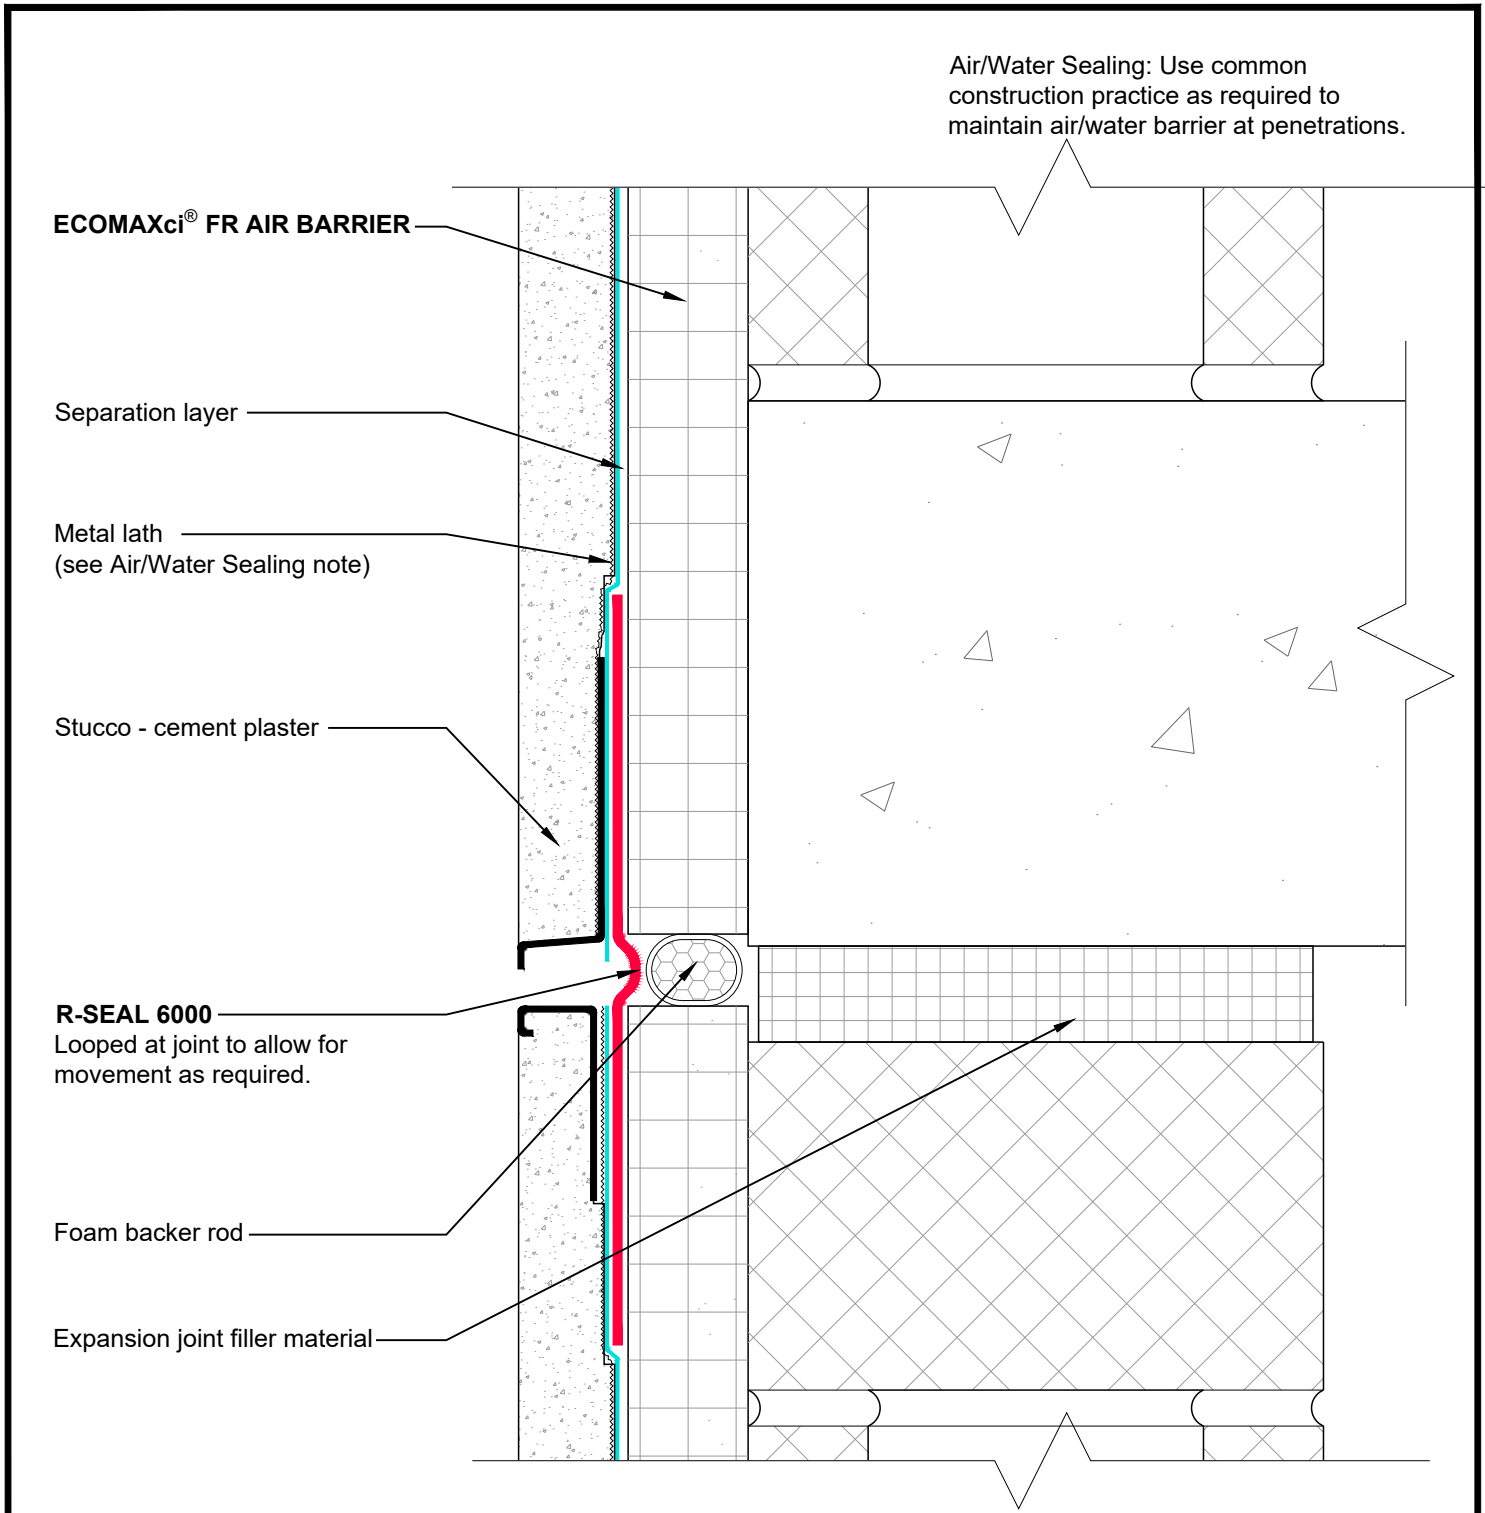 Air/Water Sealing: Use common
construction practice as required to
maintain air/water barrier at penetrations.
ECOMAXci® FR AIR BARRIER
Separation layer
Metal lath
(see Air/Water Sealing note)
Stucco - cement plaster
R-SEAL 6000
Looped at joint to allow for
movement as required.
Foam backer rod
Expansion joint filler material